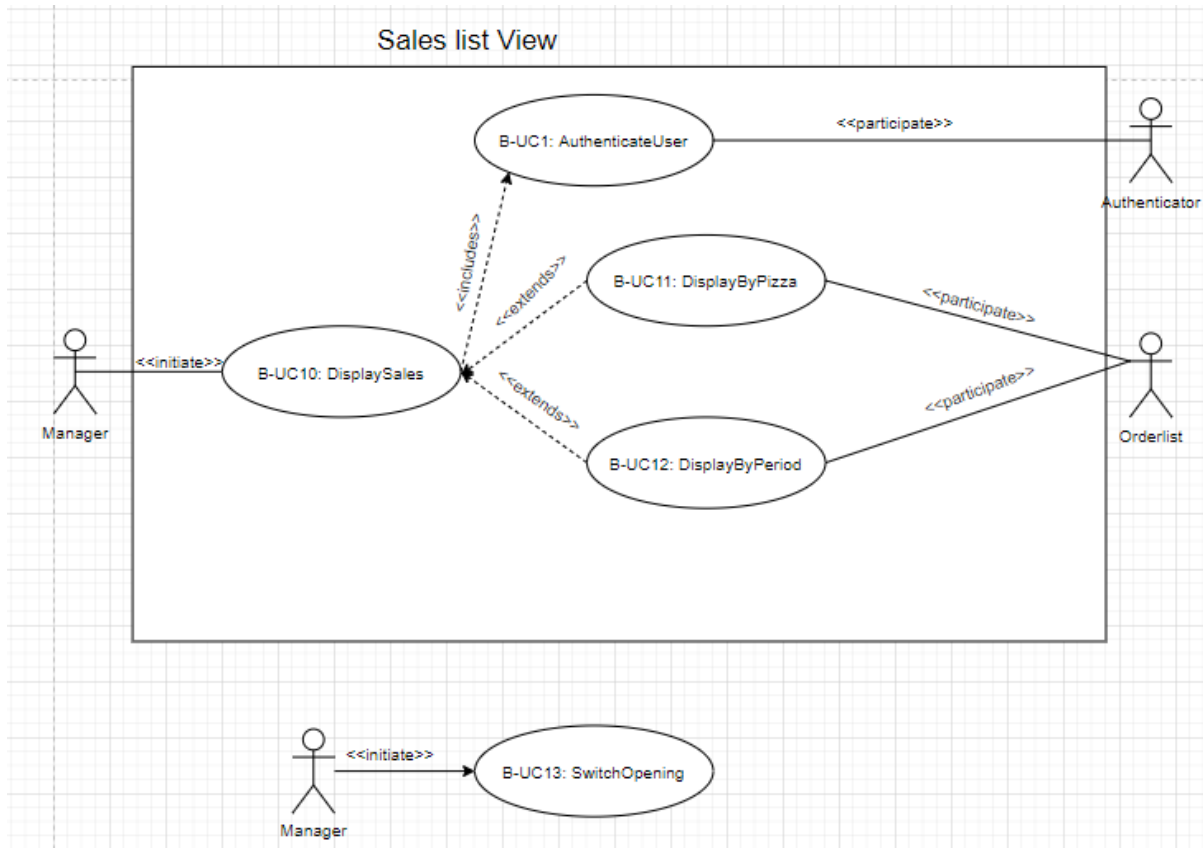 Sales list View
B-UC1: AuthenticateUser
<<participate>>
Authenticator
<<includes>>
<<extends>>
B-UC11: DisplayByPizza
<<participate>>
<<initiate>>
Manager
B-UC10: DisplaySales
<<extends>>
B-UC12: DisplayByPeriod
<<participate>>
Orderlist
<<initiate>>
B-UC13: SwitchOpening
Manager